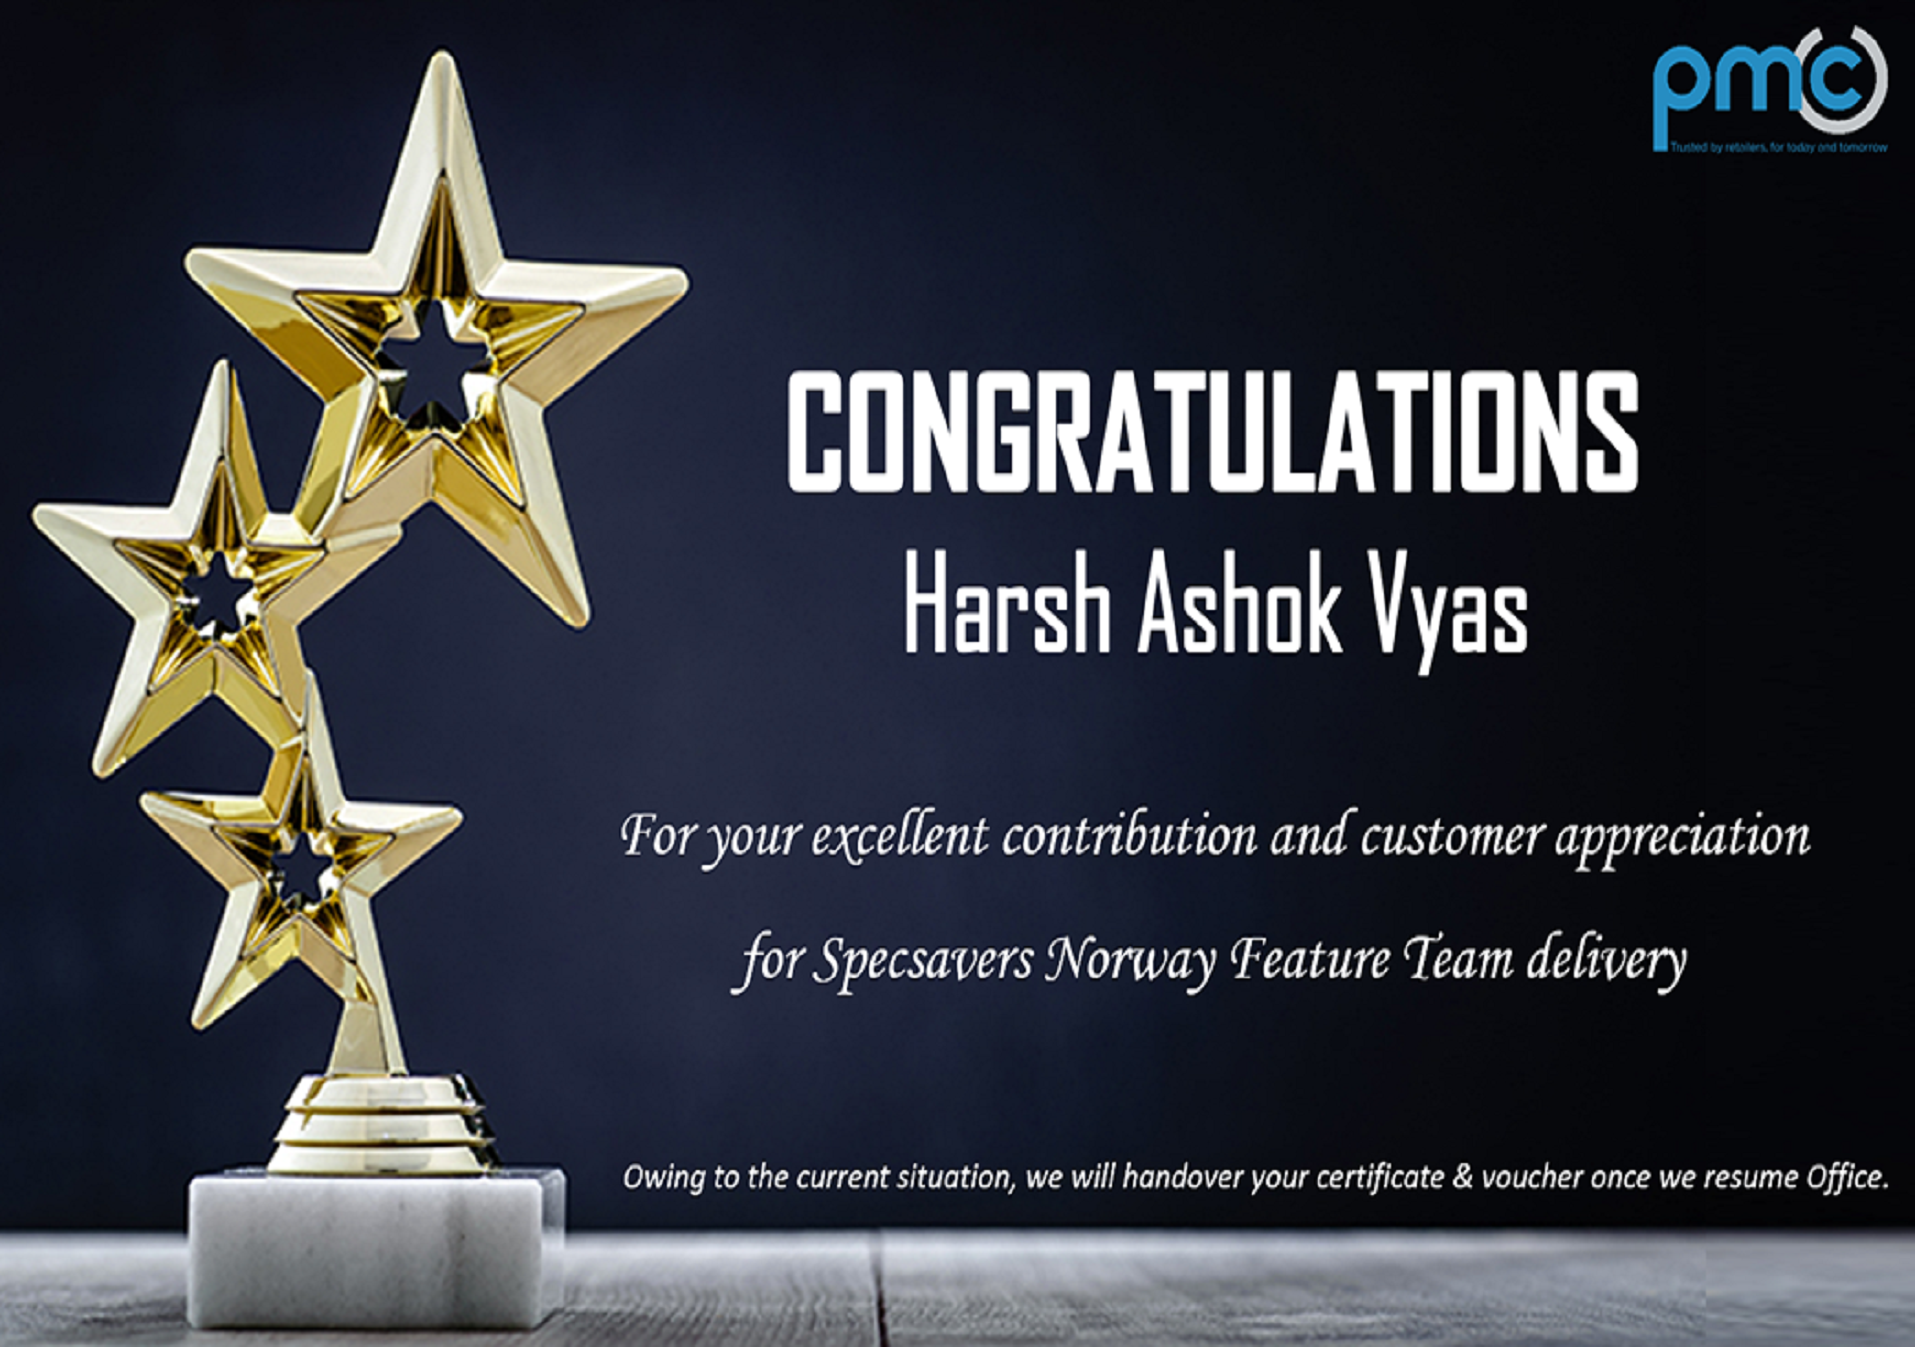 pmc
Trusted by retailers, for today and tomorrow
CONGRATULATIONS
Harsh Ashok Vyas
For your excellent contribution and customer appreciation
for Specsavers Norway Feature Team delivery
Owing to the current situation, we will handover your certificate & voucher once we resume Office.